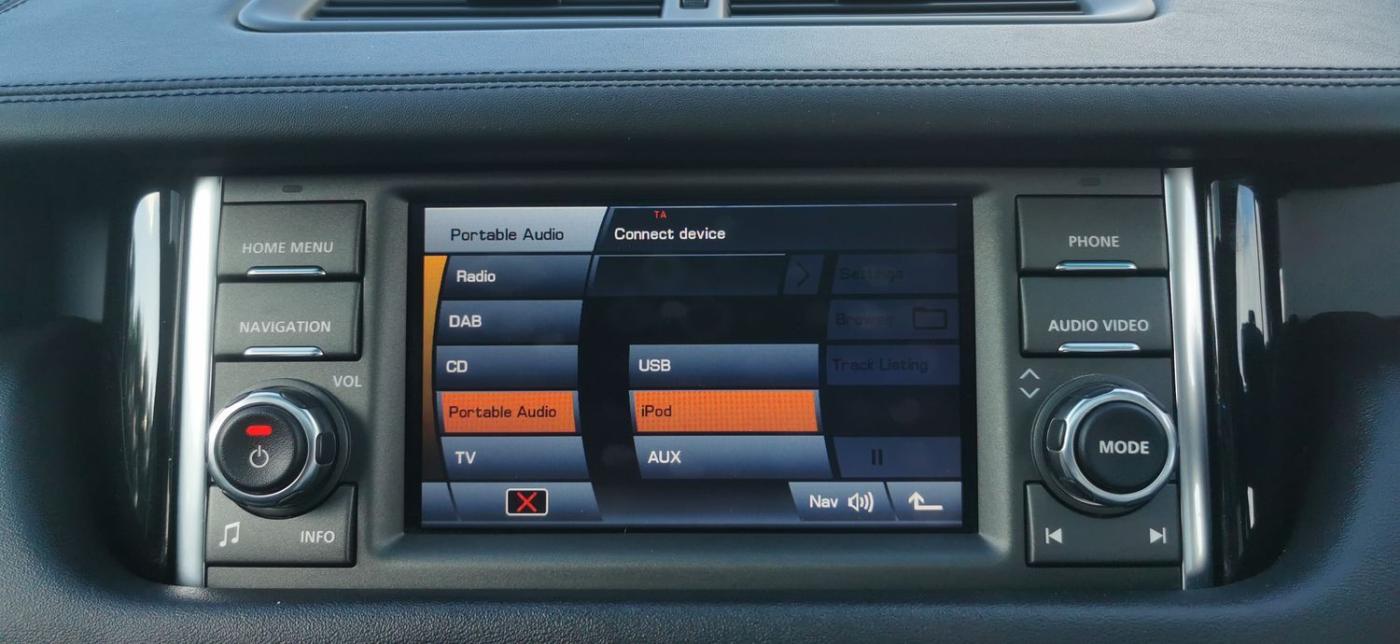 HOME MENU
NAVIGATION
VOL
INFO
Portable Audio
TA
Connect device
Radio
DAB
CD
Portable Audio
TV
USB
iPod
AUX
Settings
Browse
Track Listing
Nav
PHONE
AUDIO VIDEO
MODE